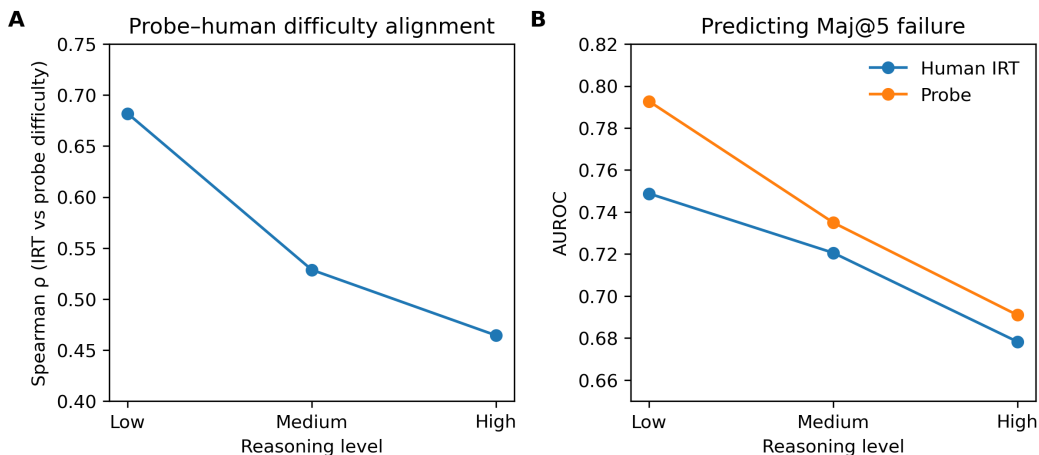 A
Probe–human difficulty alignment
Spearman ρ (IRT vs probe difficulty)
0.75
0.70
0.65
0.60
0.55
0.50
0.45
0.40
Low
Medium
High
Reasoning level
B
Predicting Maj@5 failure
AUROC
0.82
0.80
0.78
0.76
0.74
0.72
0.70
0.68
0.66
Human IRT
Probe
Low
Medium
High
Reasoning level